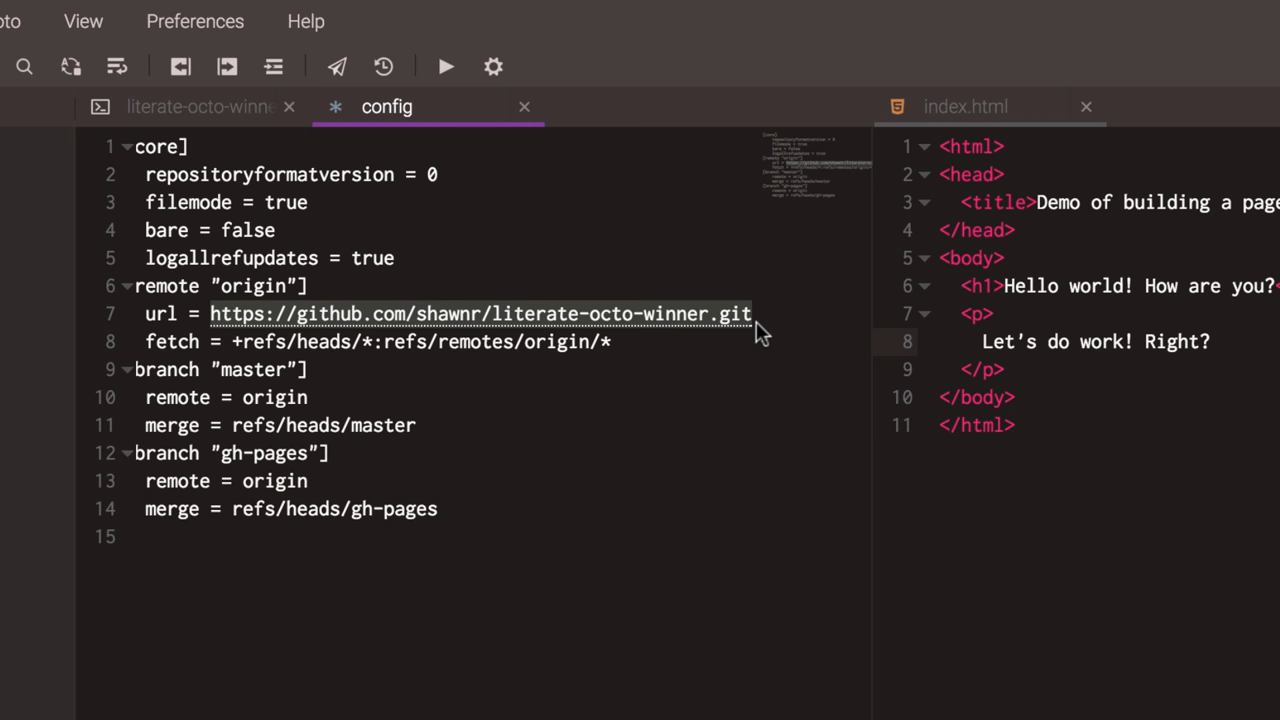 oto View Preferences Help
literate-octo-winne config index.html
1 core]
2 repositoryformatversion = 0
3 filemode = true
4 bare = false
5 logallrefupdates = true
6 remote "origin"]
7 url = https://github.com/shawnr/literate-octo-winner.git
8 fetch = +refs/heads/*:refs/remotes/origin/*
9 branch "master"]
10 remote = origin
11 merge = refs/heads/master
12 branch "gh-pages"]
13 remote = origin
14 merge = refs/heads/gh-pages
15
1 <html>
2 <head>
3 <title>Demo of building a page
4 </head>
5 <body>
6 <h1>Hello world! How are you?<
7 <p>
8 Let's do work! Right?
9 </p>
10 </body>
11 </html>